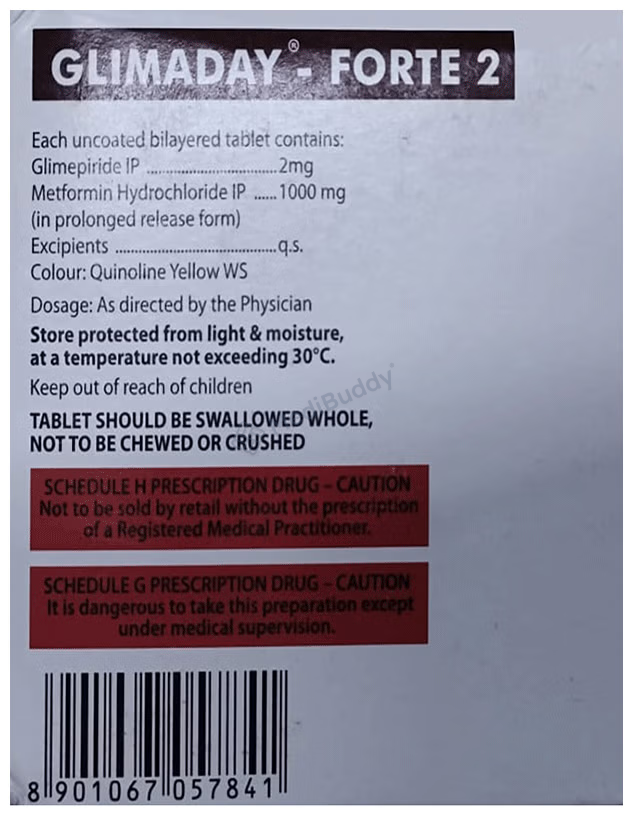 GLIMADAY® - FORTE 2
Each uncoated bilayered tablet contains:
Glimepiride IP ................................2mg
Metformin Hydrochloride IP ......1000 mg
(in prolonged release form)
Excipients ........................................q.s.
Colour: Quinoline Yellow WS
Dosage: As directed by the Physician
Store protected from light & moisture,
at a temperature not exceeding 30°C.
Keep out of reach of children
TABLET SHOULD BE SWALLOWED WHOLE,
NOT TO BE CHEWED OR CRUSHED
SCHEDULE H PRESCRIPTION DRUG – CAUTION
Not to be sold by retail without the prescription
of a Registered Medical Practitioner.
SCHEDULE G PRESCRIPTION DRUG – CAUTION
It is dangerous to take this preparation except
under medical supervision.
8 901067 057841